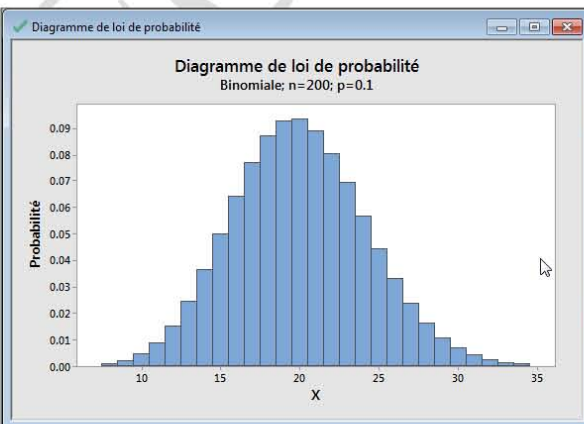 Diagramme de loi de probabilité
Diagramme de loi de probabilité
Binomiale; n=200; p=0.1
Probabilité
0.09
0.08
0.07
0.06
0.05
0.04
0.03
0.02
0.01
0.00
10 15 20 25 30 35
X